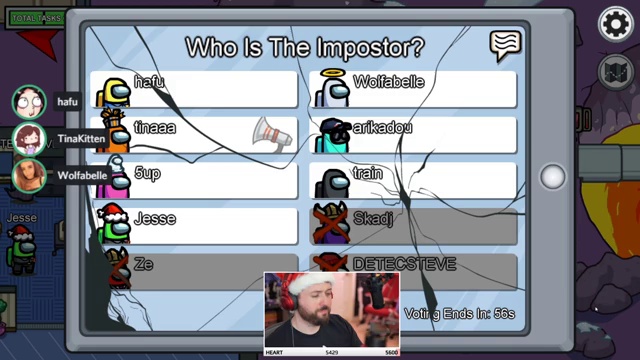 TOTAL TASKS
Who Is The Impostor?
hafu
Wolfabelle
tinaaa
arikadou
5up
train
Jesse
Skadj
Ze
DETECSTEVE
hafu
TinaKitten
Wolfabelle
Jesse
Voting Ends In: 56s
HEART 5429 5600